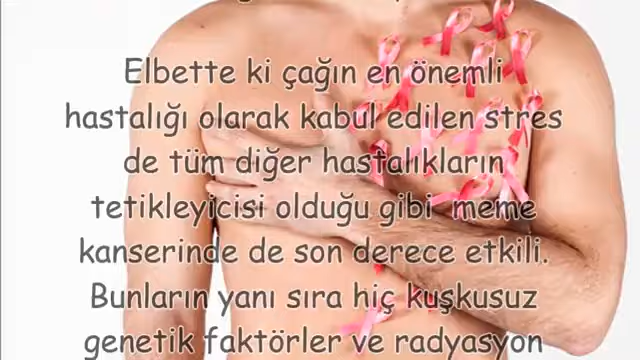 Elbette ki çağın en önemli
hastalığı olarak kabul edilen stres
de tüm diğer hastalıkların
tetikleyicisi olduğu gibi meme
kanserinde de son derece etkili.
Bunların yanı sıra hiç kuşkusuz
genetik faktörler ve radyasyon